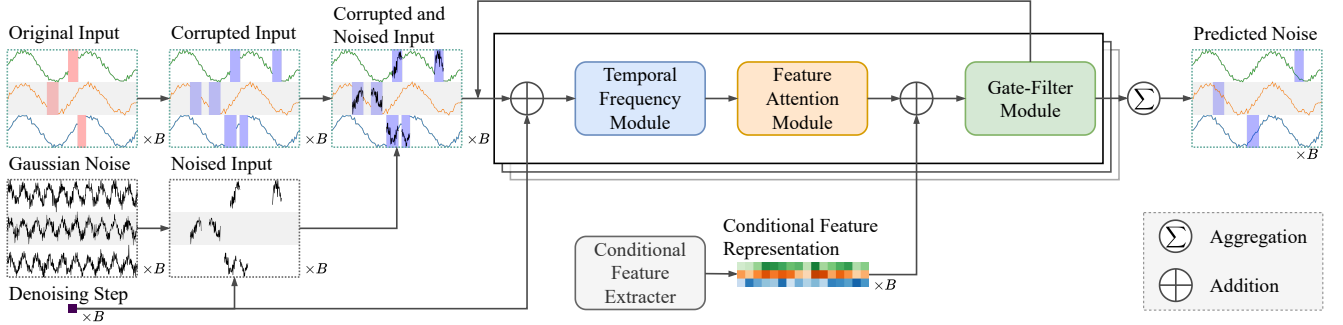 Original Input
×B
Corrupted Input
×B
Corrupted and
Noised Input
×B
Gaussian Noise
×B
Noised Input
×B
Denoising Step
×B
Temporal
Frequency
Module
Feature
Attention
Module
Gate-Filter
Module
Σ
Predicted Noise
×B
Conditional
Feature
Extracter
Conditional Feature
Representation
×B
Σ Aggregation
Addition